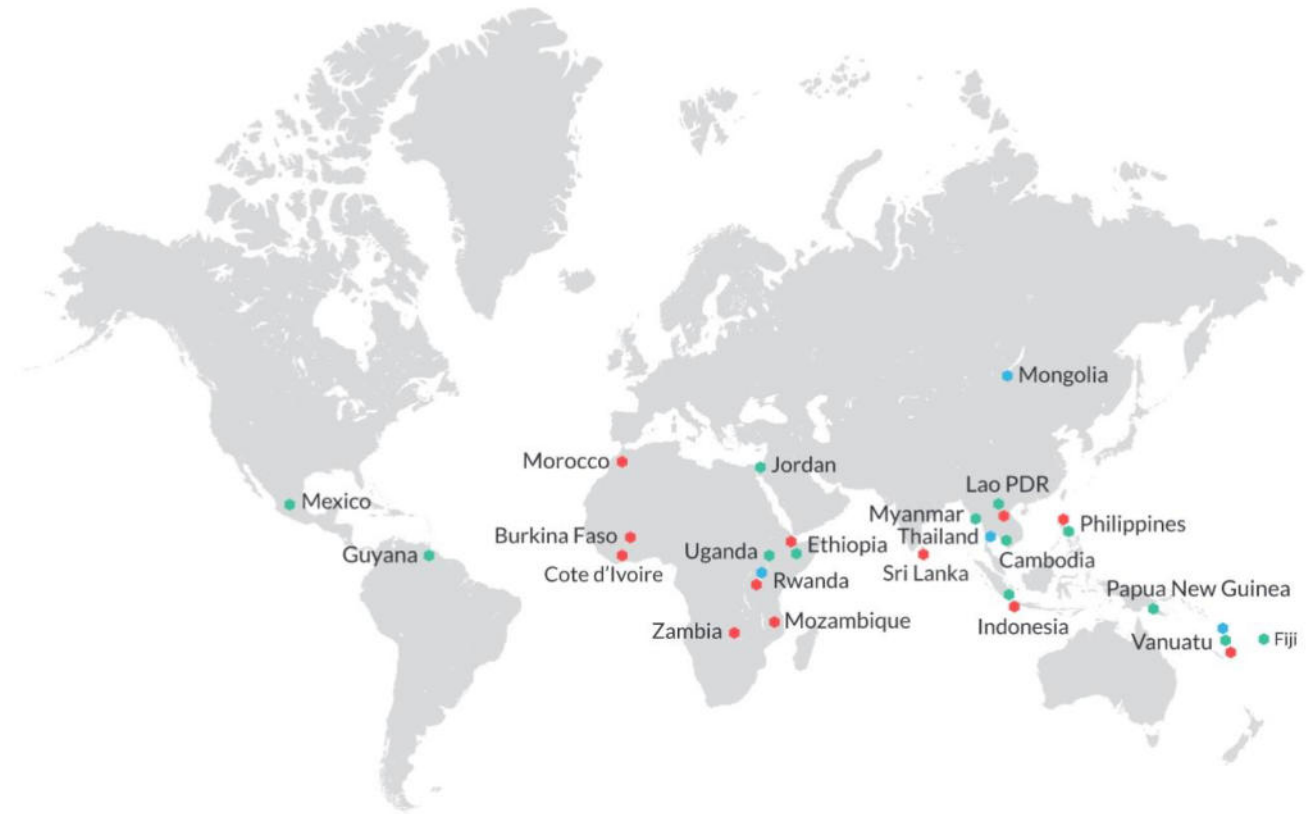 Mongolia
Morocco
Jordan
Lao PDR
Mexico
Myanmar
Philippines
Burkina Faso
Thailand
Ethiopia
Uganda
Guyana
Cambodia
Cote d'Ivoire
Sri Lanka
Rwanda
Papua New Guinea
Mozambique
Indonesia
Zambia
Vanuatu
Fiji